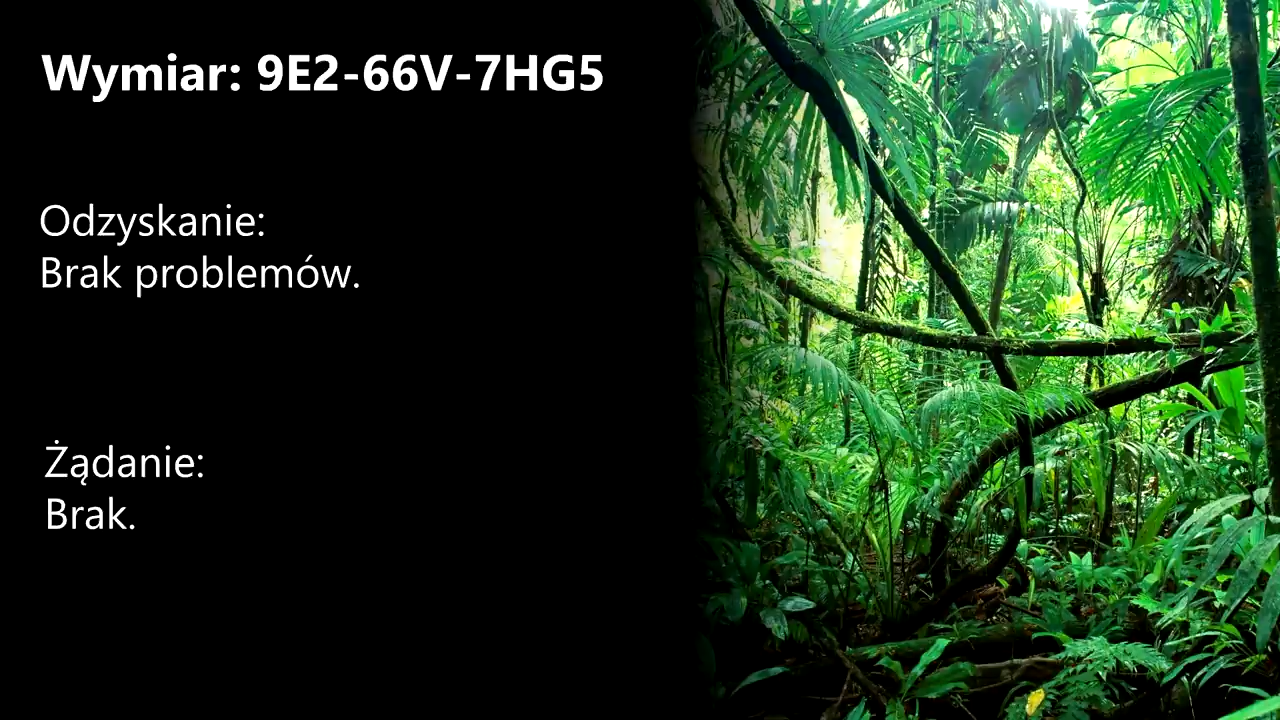 Wymiar: 9E2-66V-7HG5
Odzyskanie:
Brak problemów.
Żądanie:
Brak.